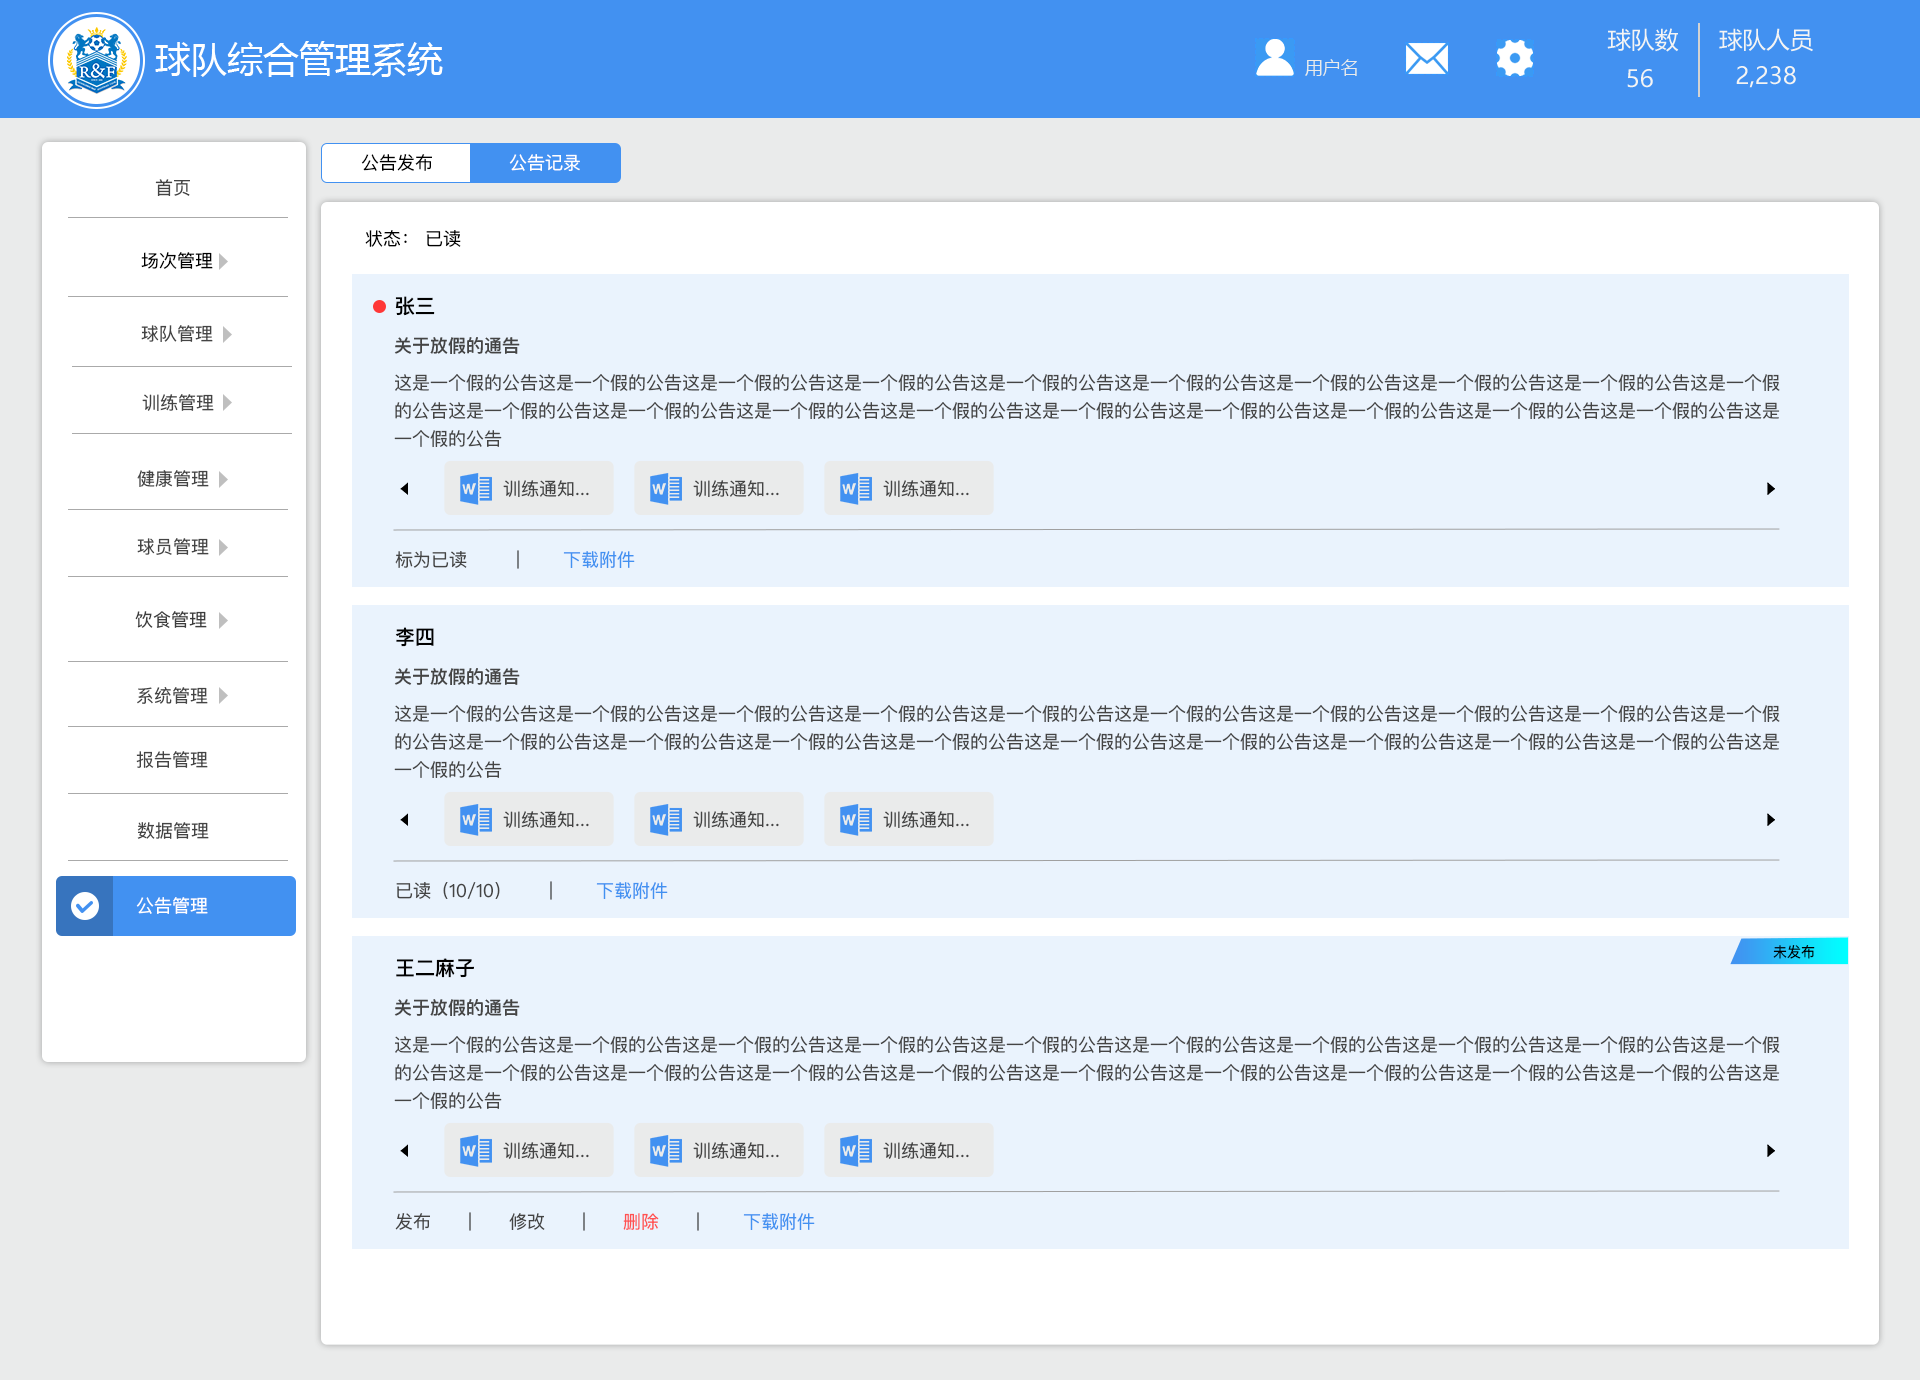 R&F
球队综合管理系统
用户名
球队数
56
球队人员
2,238
首页
场次管理
球队管理
训练管理
健康管理
球员管理
饮食管理
系统管理
报告管理
数据管理
公告管理
公告发布
公告记录
状态： 已读
张三
关于放假的通告
这是一个假的公告这是一个假的公告这是一个假的公告这是一个假的公告这是一个假的公告这是一个假的公告这是一个假的公告这是一个假的公告这是一个假的公告这是一个假
的公告这是一个假的公告这是一个假的公告这是一个假的公告这是一个假的公告这是一个假的公告这是一个假的公告这是一个假的公告这是一个假的公告这是一个假的公告这是
一个假的公告
W 训练通知...
W 训练通知...
W 训练通知...
标为已读 | 下载附件
李四
关于放假的通告
这是一个假的公告这是一个假的公告这是一个假的公告这是一个假的公告这是一个假的公告这是一个假的公告这是一个假的公告这是一个假的公告这是一个假的公告这是一个假
的公告这是一个假的公告这是一个假的公告这是一个假的公告这是一个假的公告这是一个假的公告这是一个假的公告这是一个假的公告这是一个假的公告这是一个假的公告这是
一个假的公告
W 训练通知...
W 训练通知...
W 训练通知...
已读（10/10） | 下载附件
未发布
王二麻子
关于放假的通告
这是一个假的公告这是一个假的公告这是一个假的公告这是一个假的公告这是一个假的公告这是一个假的公告这是一个假的公告这是一个假的公告这是一个假的公告这是一个假
的公告这是一个假的公告这是一个假的公告这是一个假的公告这是一个假的公告这是一个假的公告这是一个假的公告这是一个假的公告这是一个假的公告这是一个假的公告这是
一个假的公告
W 训练通知...
W 训练通知...
W 训练通知...
发布 | 修改 | 删除 | 下载附件